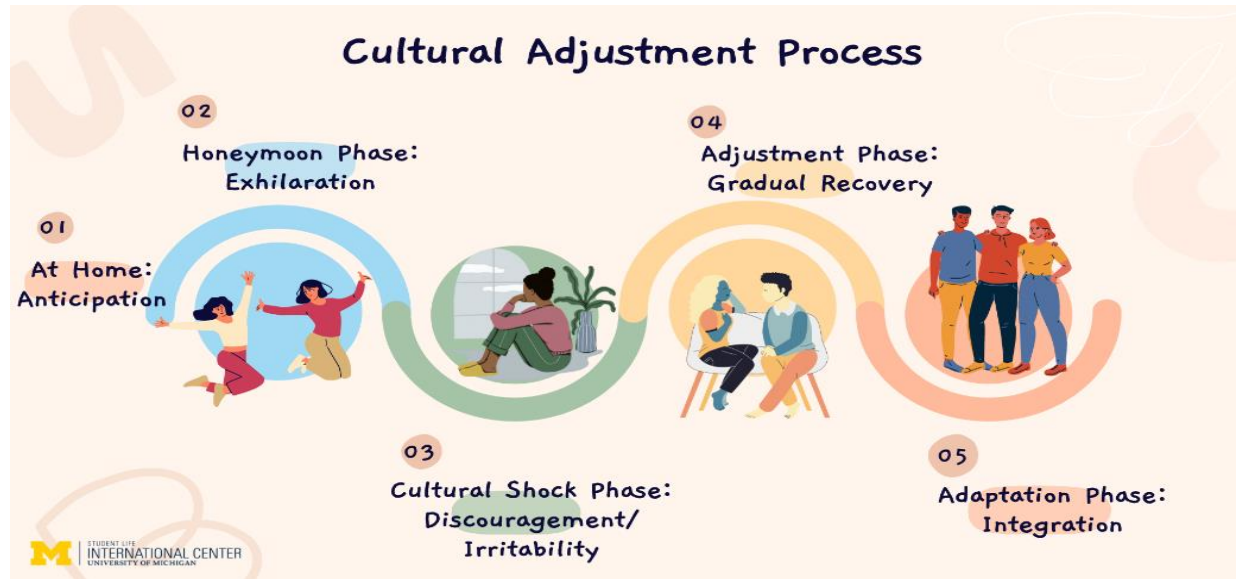 Cultural Adjustment Process
01
At Home:
Anticipation
02
Honeymoon Phase:
Exhilaration
03
Cultural Shock Phase:
Discouragement/
Irritability
04
Adjustment Phase:
Gradual Recovery
05
Adaptation Phase:
Integration
M
STUDENT LIFE
INTERNATIONAL CENTER
UNIVERSITY OF MICHIGAN